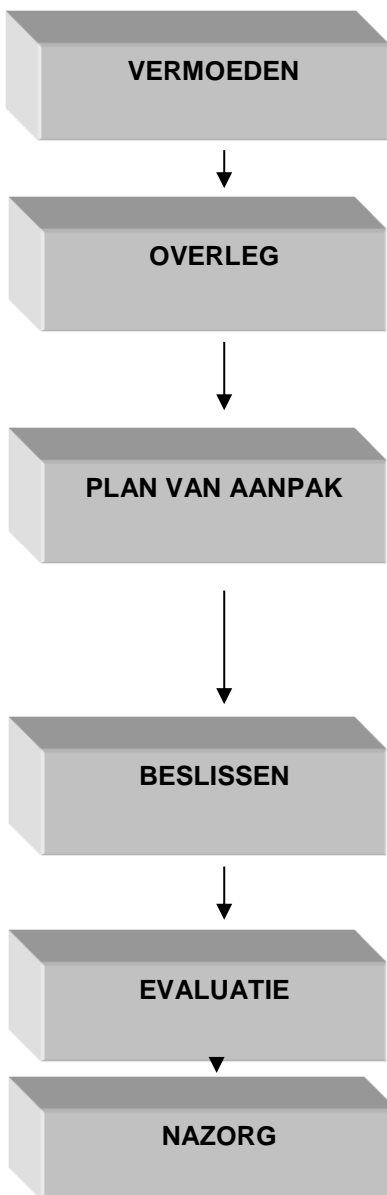 VERMOEDEN
OVERLEG
PLAN VAN AANPAK
BESLISSEN
EVALUATIE
NAZORG